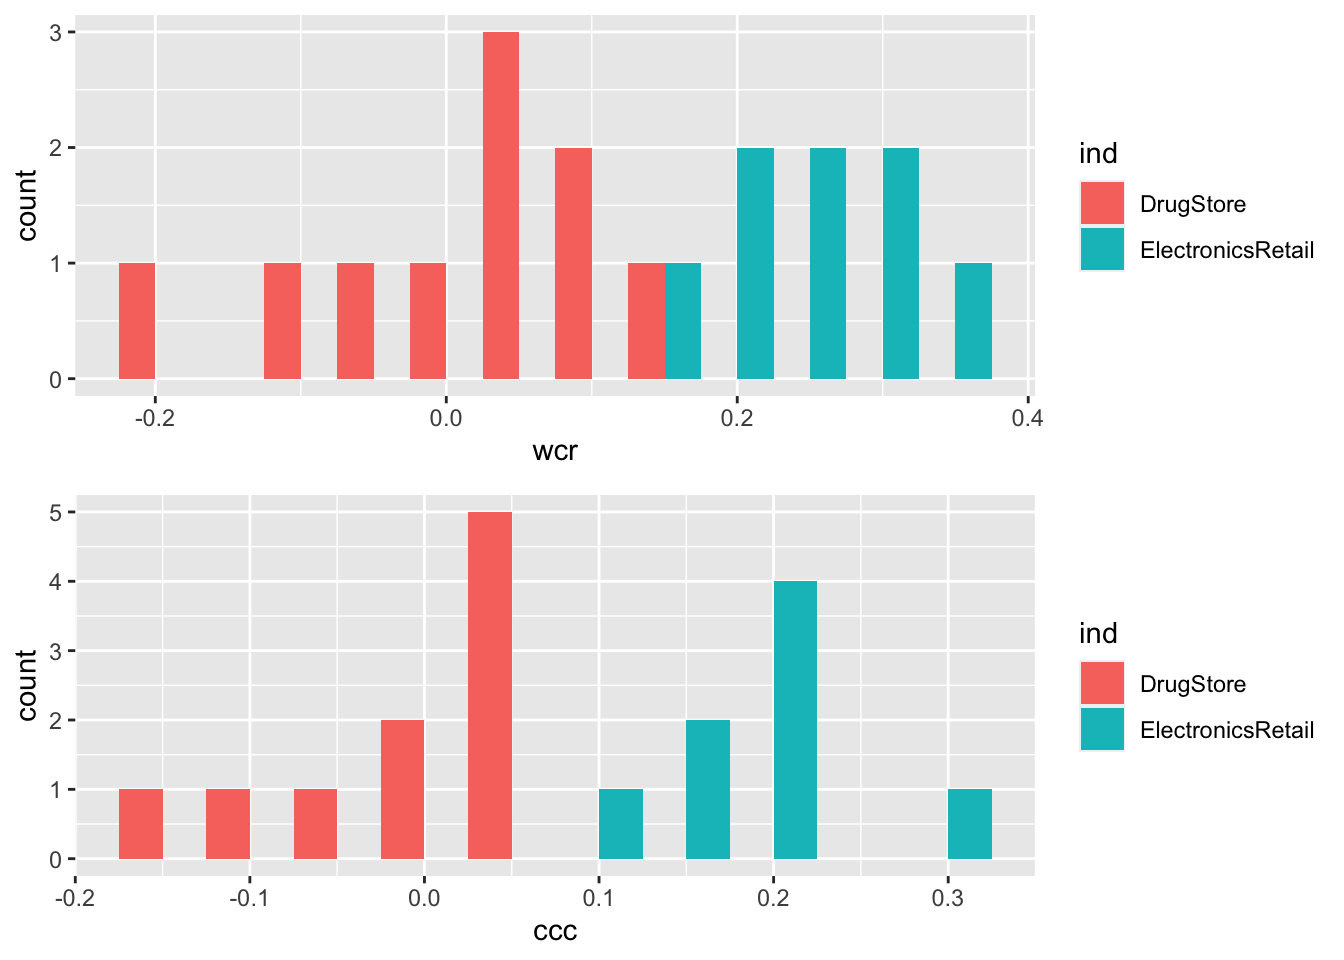 3
2
1
0
count
-0.2 0.0 0.2 0.4
wcr
ind
DrugStore
ElectronicsRetail
5
4
3
2
1
0
count
-0.2 -0.1 0.0 0.1 0.2 0.3
ccc
ind
DrugStore
ElectronicsRetail